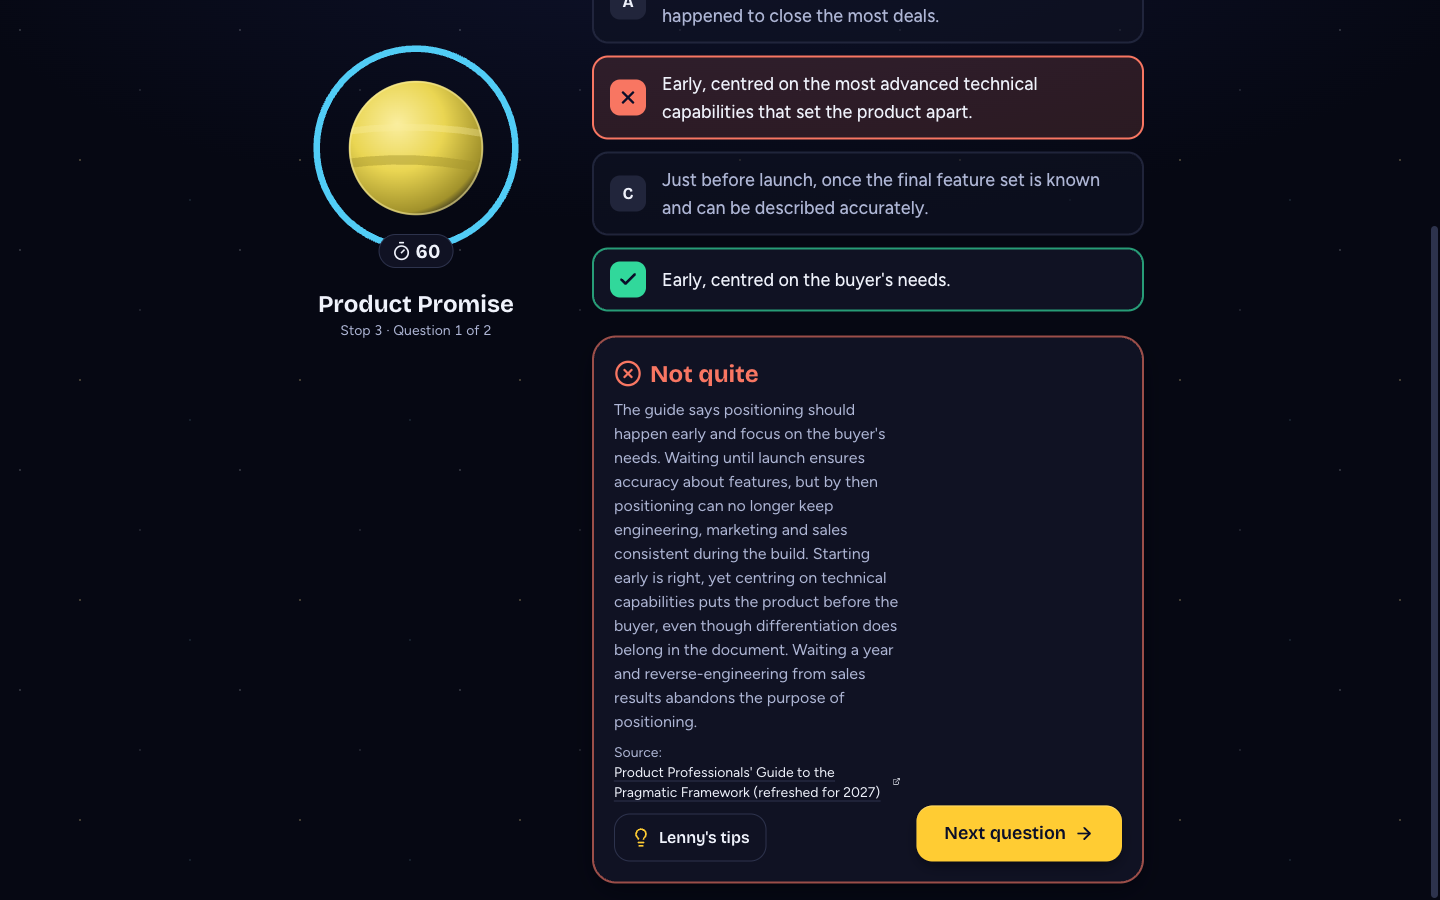 A
happened to close the most deals.
Early, centred on the most advanced technical
capabilities that set the product apart.
C
Just before launch, once the final feature set is known
and can be described accurately.
Early, centred on the buyer's needs.
60
Product Promise
Stop 3 · Question 1 of 2
Not quite
The guide says positioning should
happen early and focus on the buyer's
needs. Waiting until launch ensures
accuracy about features, but by then
positioning can no longer keep
engineering, marketing and sales
consistent during the build. Starting
early is right, yet centring on technical
capabilities puts the product before the
buyer, even though differentiation does
belong in the document. Waiting a year
and reverse-engineering from sales
results abandons the purpose of
positioning.
Source:
Product Professionals' Guide to the
Pragmatic Framework (refreshed for 2027)
Lenny's tips
Next question